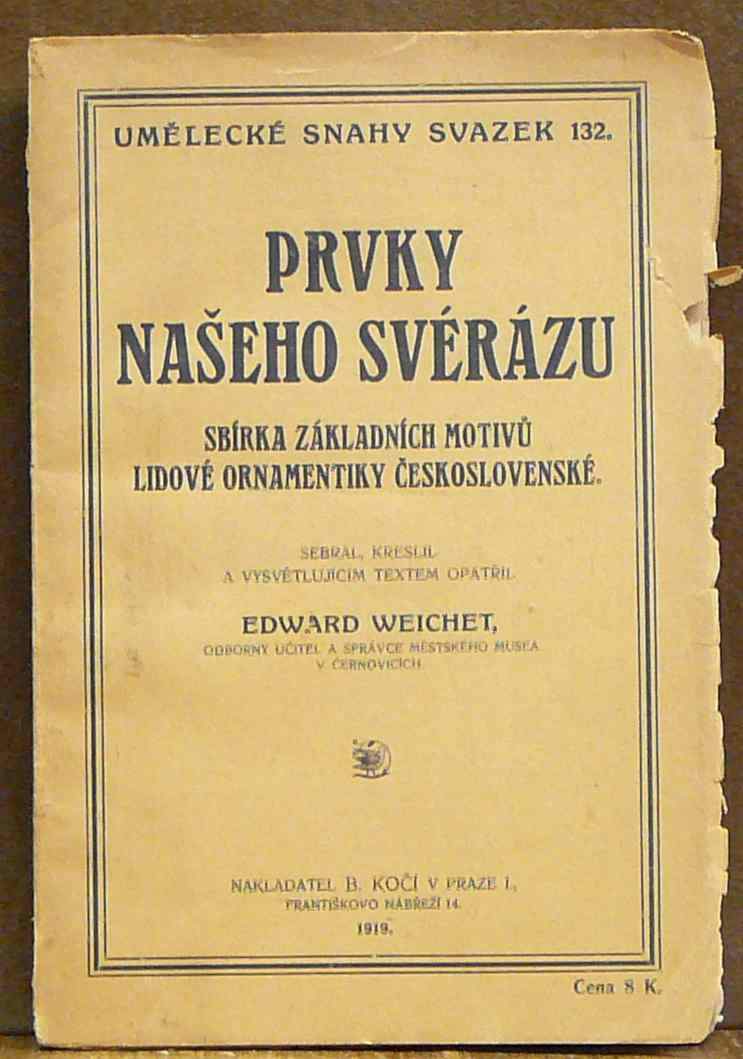 UMĚLECKÉ SNAHY SVAZEK 132.
PRVKY
NAŠEHO SVÉRÁZU
SBÍRKA ZÁKLADNÍCH MOTIVŮ
LIDOVÉ ORNAMENTIKY ČESKOSLOVENSKÉ.
SEBRAL, KRESLIL
A VYSVĚTLUJÍCÍM TEXTEM OPATŘIL
EDWARD WEICHET,
ODBORNÝ UČITEL A SPRÁVCE MĚSTSKÉHO MUSEA
V ČERNOVICÍCH
NAKLADATEL B. KOČÍ V PRAZE I.,
FRANTIŠKOVO NÁBŘEŽÍ 14.
1919.
Cena 8 K.